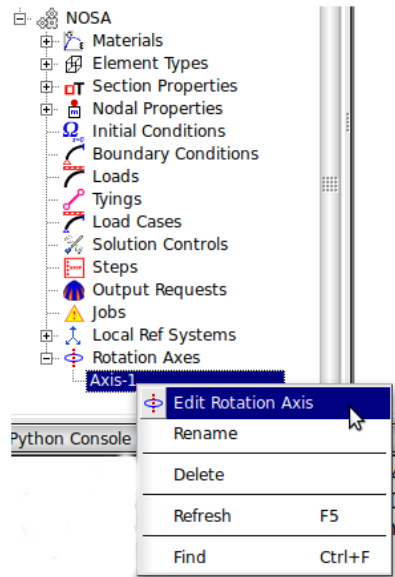 NOSA
Materials
Element Types
Section Properties
Nodal Properties
Initial Conditions
Boundary Conditions
Loads
Tyings
Load Cases
Solution Controls
Steps
Output Requests
Jobs
Local Ref Systems
Rotation Axes
Axis-1
Edit Rotation Axis
Python Console
Rename
Delete
Refresh F5
Find Ctrl+F